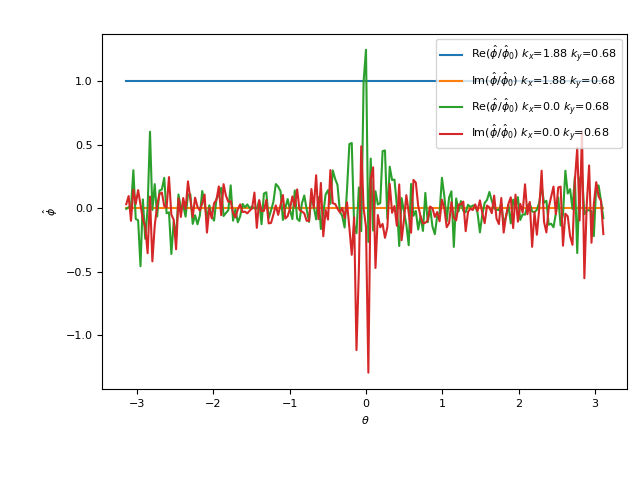 Re(ϕ̂/ϕ̂₀) kₓ=1.88 k_y=0.68
Im(ϕ̂/ϕ̂₀) kₓ=1.88 k_y=0.68
Re(ϕ̂/ϕ̂₀) kₓ=0.0 k_y=0.68
Im(ϕ̂/ϕ̂₀) kₓ=0.0 k_y=0.68
1.0
0.5
0.0
−0.5
−1.0
ϕ̂
−3 −2 −1 0 1 2 3
θ